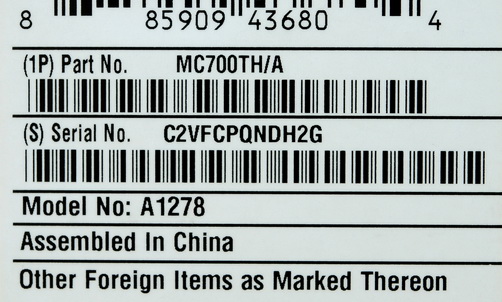 8 85909 43680 4
(1P) Part No. MC700TH/A
(S) Serial No. C2VFCPQNDH2G
Model No: A1278
Assembled In China
Other Foreign Items as Marked Thereon